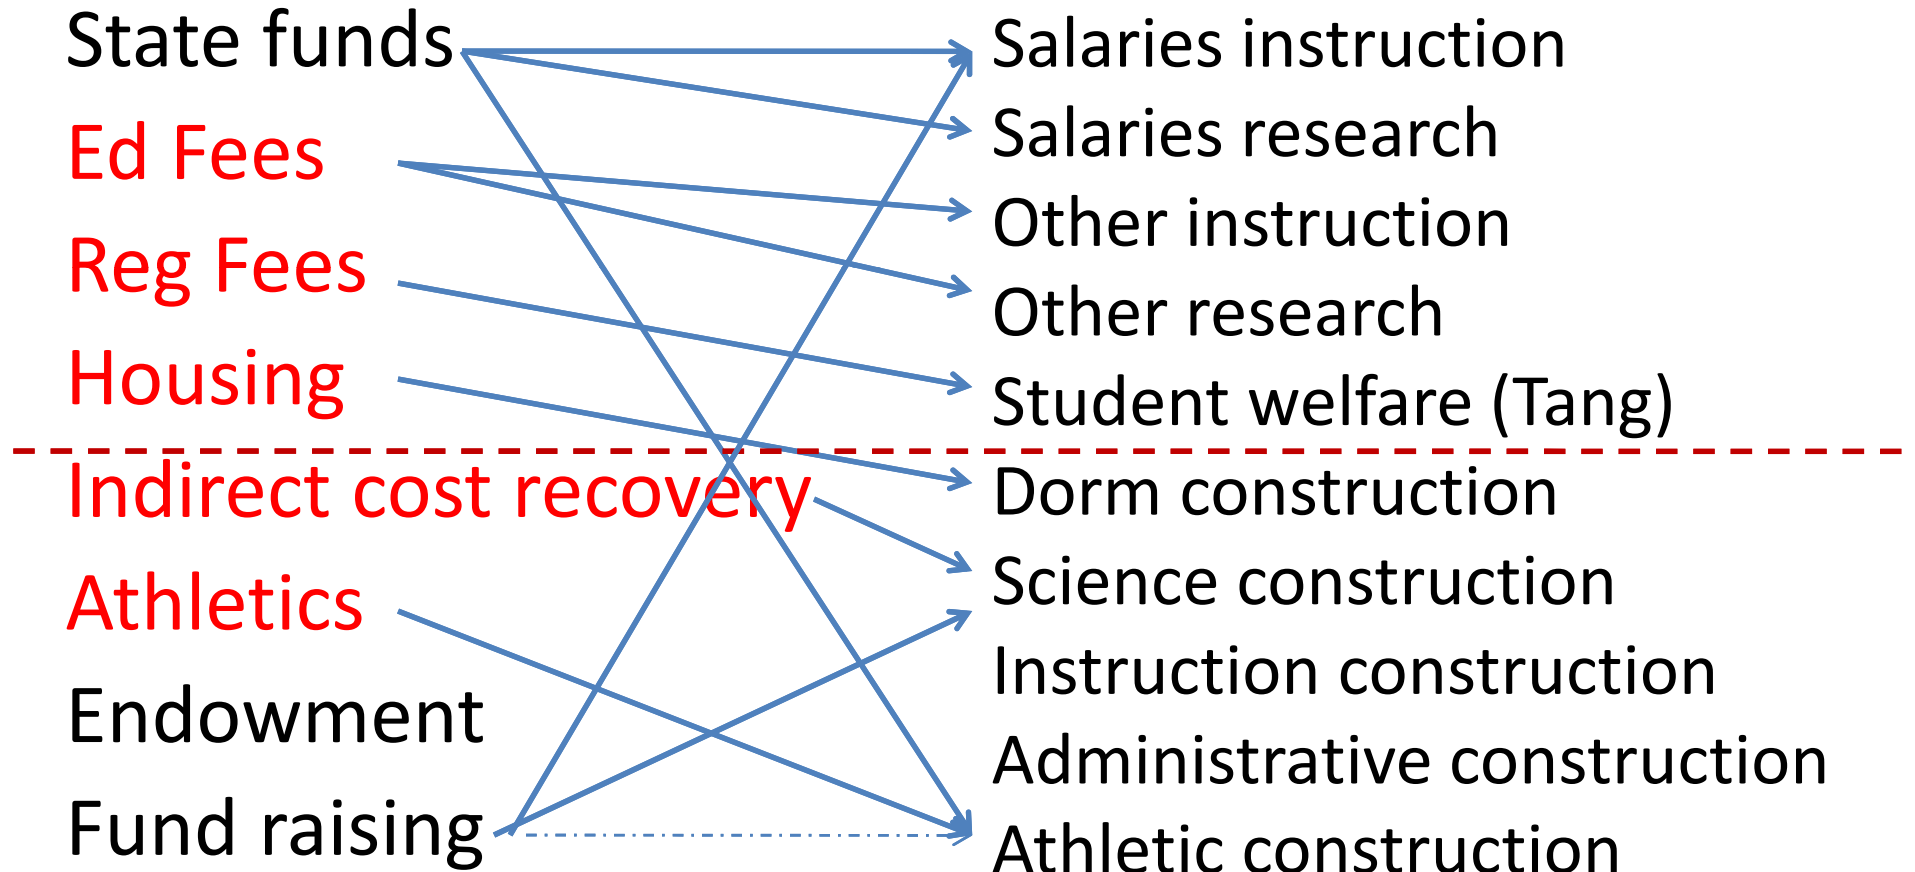 State funds
Ed Fees
Reg Fees
Housing
Indirect cost recovery
Athletics
Endowment
Fund raising
Salaries instruction
Salaries research
Other instruction
Other research
Student welfare (Tang)
Dorm construction
Science construction
Instruction construction
Administrative construction
Athletic construction